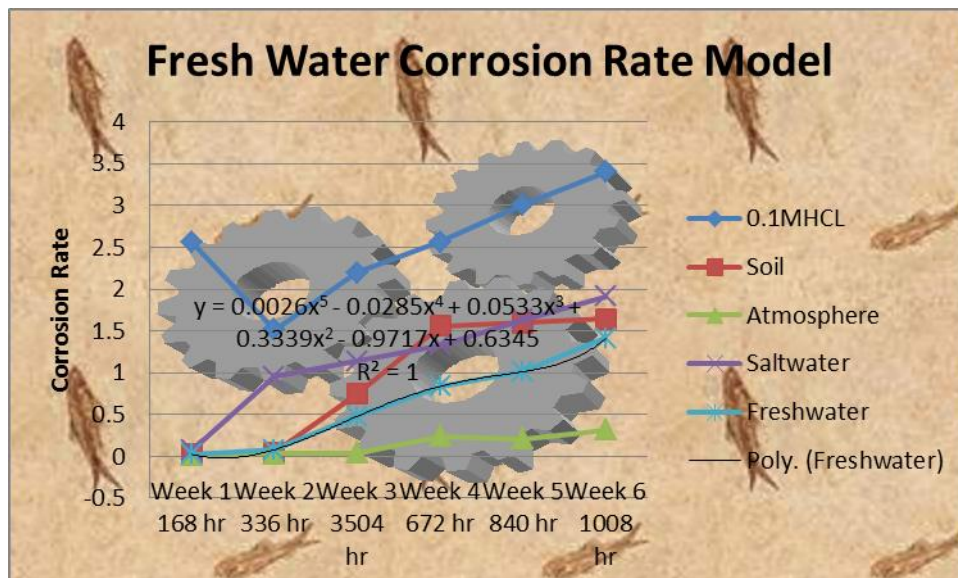 Fresh Water Corrosion Rate Model
4
3.5
3
2.5
2
1.5
1
0.5
0
-0.5
Corrosion Rate
y = 0.0026x⁵ - 0.0285x⁴ + 0.0533x³ +
0.3339x² - 0.9717x + 0.6345
R² = 1
Week 1 Week 2 Week 3 Week 4 Week 5 Week 6
168 hr 336 hr 3504 672 hr 840 hr 1008
hr hr
0.1MHCL
Soil
Atmosphere
Saltwater
Freshwater
Poly. (Freshwater)